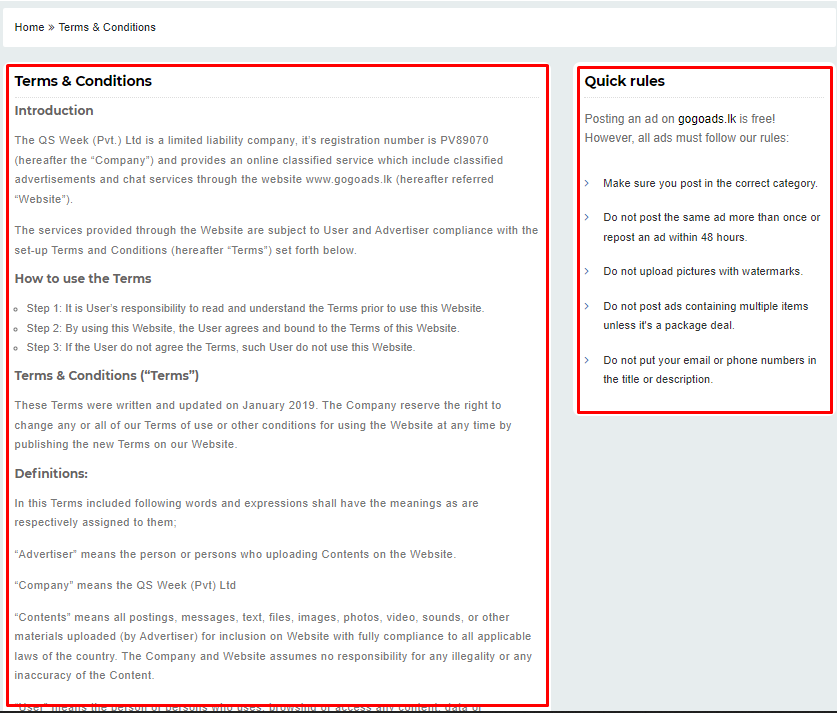 Home » Terms & Conditions
Terms & Conditions
Introduction
The QS Week (Pvt.) Ltd is a limited liability company, it's registration number is PV89070
(hereafter the “Company”) and provides an online classified service which include classified
advertisements and chat services through the website www.gogoads.lk (hereafter referred
“Website”).
The services provided through the Website are subject to User and Advertiser compliance with the
set-up Terms and Conditions (hereafter “Terms”) set forth below.
How to use the Terms
Step 1: It is User’s responsibility to read and understand the Terms prior to use this Website.
Step 2: By using this Website, the User agrees and bound to the Terms of this Website.
Step 3: If the User do not agree the Terms, such User do not use this Website.
Terms & Conditions (“Terms”)
These Terms were written and updated on January 2019. The Company reserve the right to
change any or all of our Terms of use or other conditions for using the Website at any time by
publishing the new Terms on our Website.
Definitions:
In this Terms included following words and expressions shall have the meanings as are
respectively assigned to them;
“Advertiser” means the person or persons who uploading Contents on the Website.
“Company” means the QS Week (Pvt) Ltd
“Contents” means all postings, messages, text, files, images, photos, video, sounds, or other
materials uploaded (by Advertiser) for inclusion on Website with fully compliance to all applicable
laws of the country. The Company and Website assumes no responsibility for any illegality or any
inaccuracy of the Content.
“User” means the person or persons who uses, browsing or access any content, data or
Quick rules
Posting an ad on gogoads.lk is free!
However, all ads must follow our rules:
Make sure you post in the correct category.
Do not post the same ad more than once or
repost an ad within 48 hours.
Do not upload pictures with watermarks.
Do not post ads containing multiple items
unless it's a package deal.
Do not put your email or phone numbers in
the title or description.